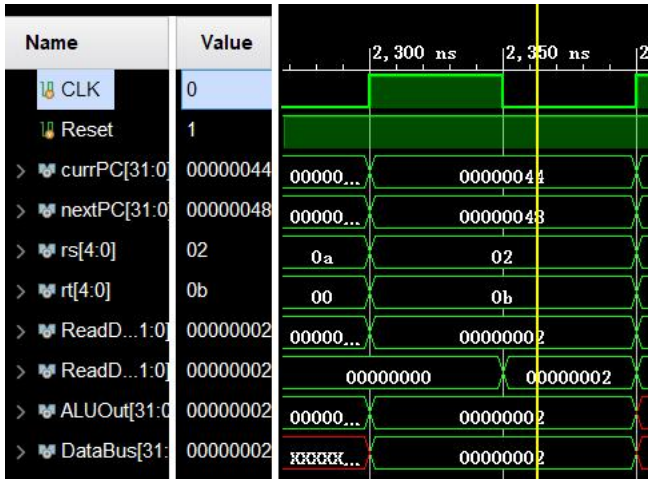 Name Value
2,300 ns 2,350 ns 2
CLK 0
Reset 1
currPC[31:0] 00000044 00000... 00000044
nextPC[31:0] 00000048 00000... 00000048
rs[4:0] 02 0a 02
rt[4:0] 0b 00 0b
ReadD...1:0] 00000002 00000... 00000002
ReadD...1:0] 00000002 00000000 00000002
ALUOut[31:0 00000002 00000... 00000002
DataBus[31: 00000002 XXXXX... 00000002